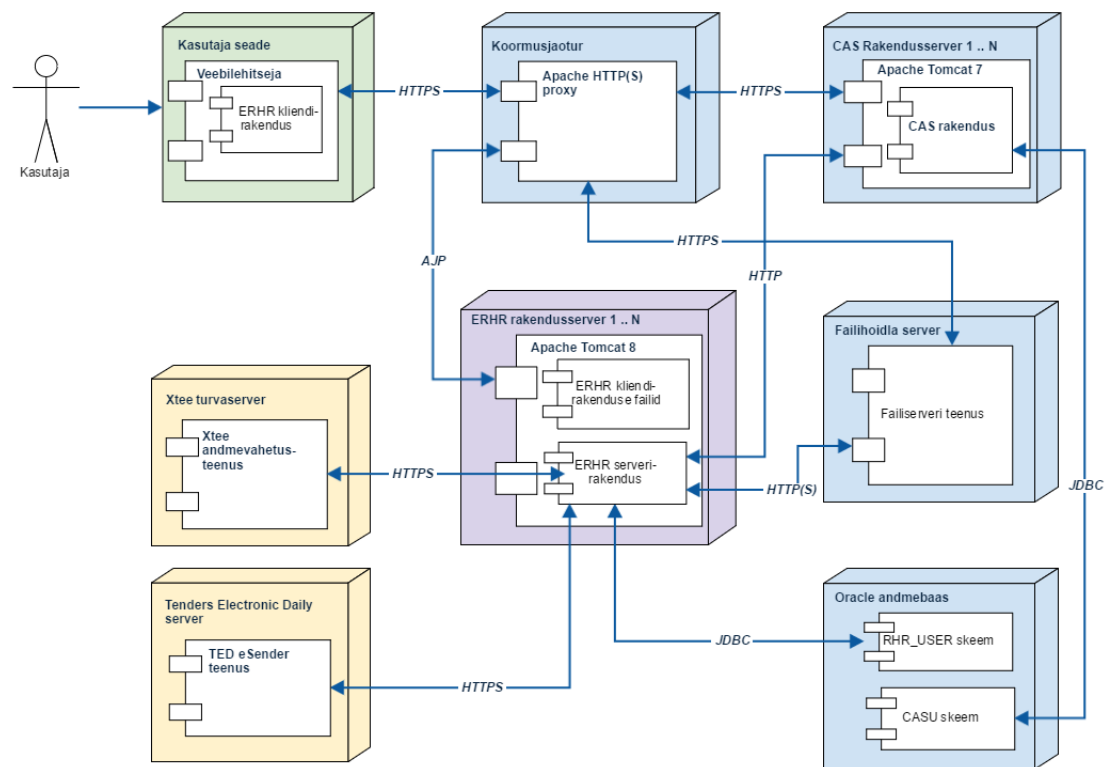 Kasutaja
Kasutaja seade
Veebilehitseja
ERHR kliendi-
rakendus
HTTPS
Koormusjaotur
Apache HTTP(S)
proxy
HTTPS
CAS Rakendusserver 1 .. N
Apache Tomcat 7
CAS rakendus
AJP
HTTPS
HTTP
JDBC
ERHR rakendusserver 1 .. N
Apache Tomcat 8
ERHR kliendi-
rakenduse failid
ERHR serveri-
rakendus
Failihoidla server
Failiserveri teenus
HTTP(S)
Xtee turvaserver
Xtee
andmevahetus-
teenus
HTTPS
Tenders Electronic Daily
server
TED eSender
teenus
HTTPS
JDBC
Oracle andmebaas
RHR_USER skeem
CASU skeem